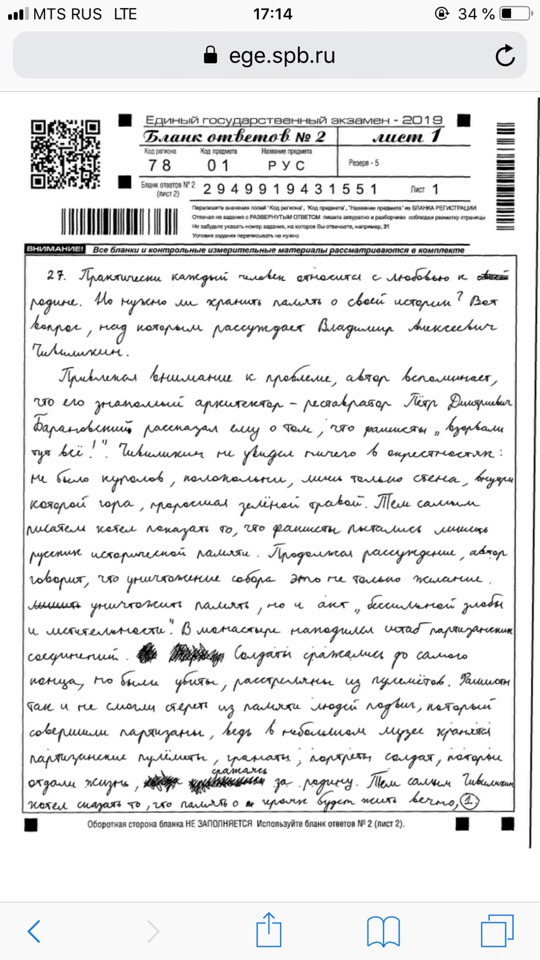 MTS RUS LTE 17:14 34 %
ege.spb.ru
Единый государственный экзамен - 2019
Бланк ответов № 2 лист 1
Код региона Код предмета Название предмета
78 01 РУС Резерв - 5
Бланк ответов № 2 (лист 2) 2949919431551 Лист 1
Перепишите значения полей "Код региона", "Код предмета", "Название предмета" из БЛАНКА РЕГИСТРАЦИИ
Отвечая на задания с РАЗВЕРНУТЫМ ОТВЕТОМ пишите аккуратно и разборчиво соблюдая разметку страницы
Не забудьте указать номер задания, на которое Вы отвечаете, например, 31
Условия задания переписывать не нужно
ВНИМАНИЕ! Все бланки и контрольные измерительные материалы рассматриваются в комплекте
27. Практически каждый человек относится с любовью к
родине. Но нужно ли хранить память о своей истории? Вот
вопрос, над которым рассуждает Владимир Алексеевич
Чивилихин.
Привлекая внимание к проблеме, автор вспоминает,
что его знакомый архитектор - реставратор Пётр Дмитриевич
Барановский рассказал ему о том, что фашисты „взорвали
тут всё!". Чивилихин не увидел ничего в окрестностях:
не было куполов, колокольни, лишь только стена, внутри
которой гора, проросшая зелёной травой. Тем самым
писатель хотел показать то, что фашисты пытались лишить
русских исторической памяти. Продолжая рассуждение, автор
говорит, что уничтожение собора это не только желание
уничтожить память, но и акт „бессильной злобы
и мстительности". В монастыре находился штаб партизанских
соединений. Солдаты сражались до самого
конца, но были убиты, расстреляны из пулемётов. Фашисты
так и не смогли стереть из памяти людей подвиг, который
совершили партизаны, ведь в небольшом музее хранятся
партизанские пулемёты, гранаты, портреты солдат, которые
отдали жизнь, сражаясь за родину. Тем самым Чивилихин
хотел сказать то, что память о героях будет жить вечно, 1
Оборотная сторона бланка НЕ ЗАПОЛНЯЕТСЯ Используйте бланк ответов № 2 (лист 2).